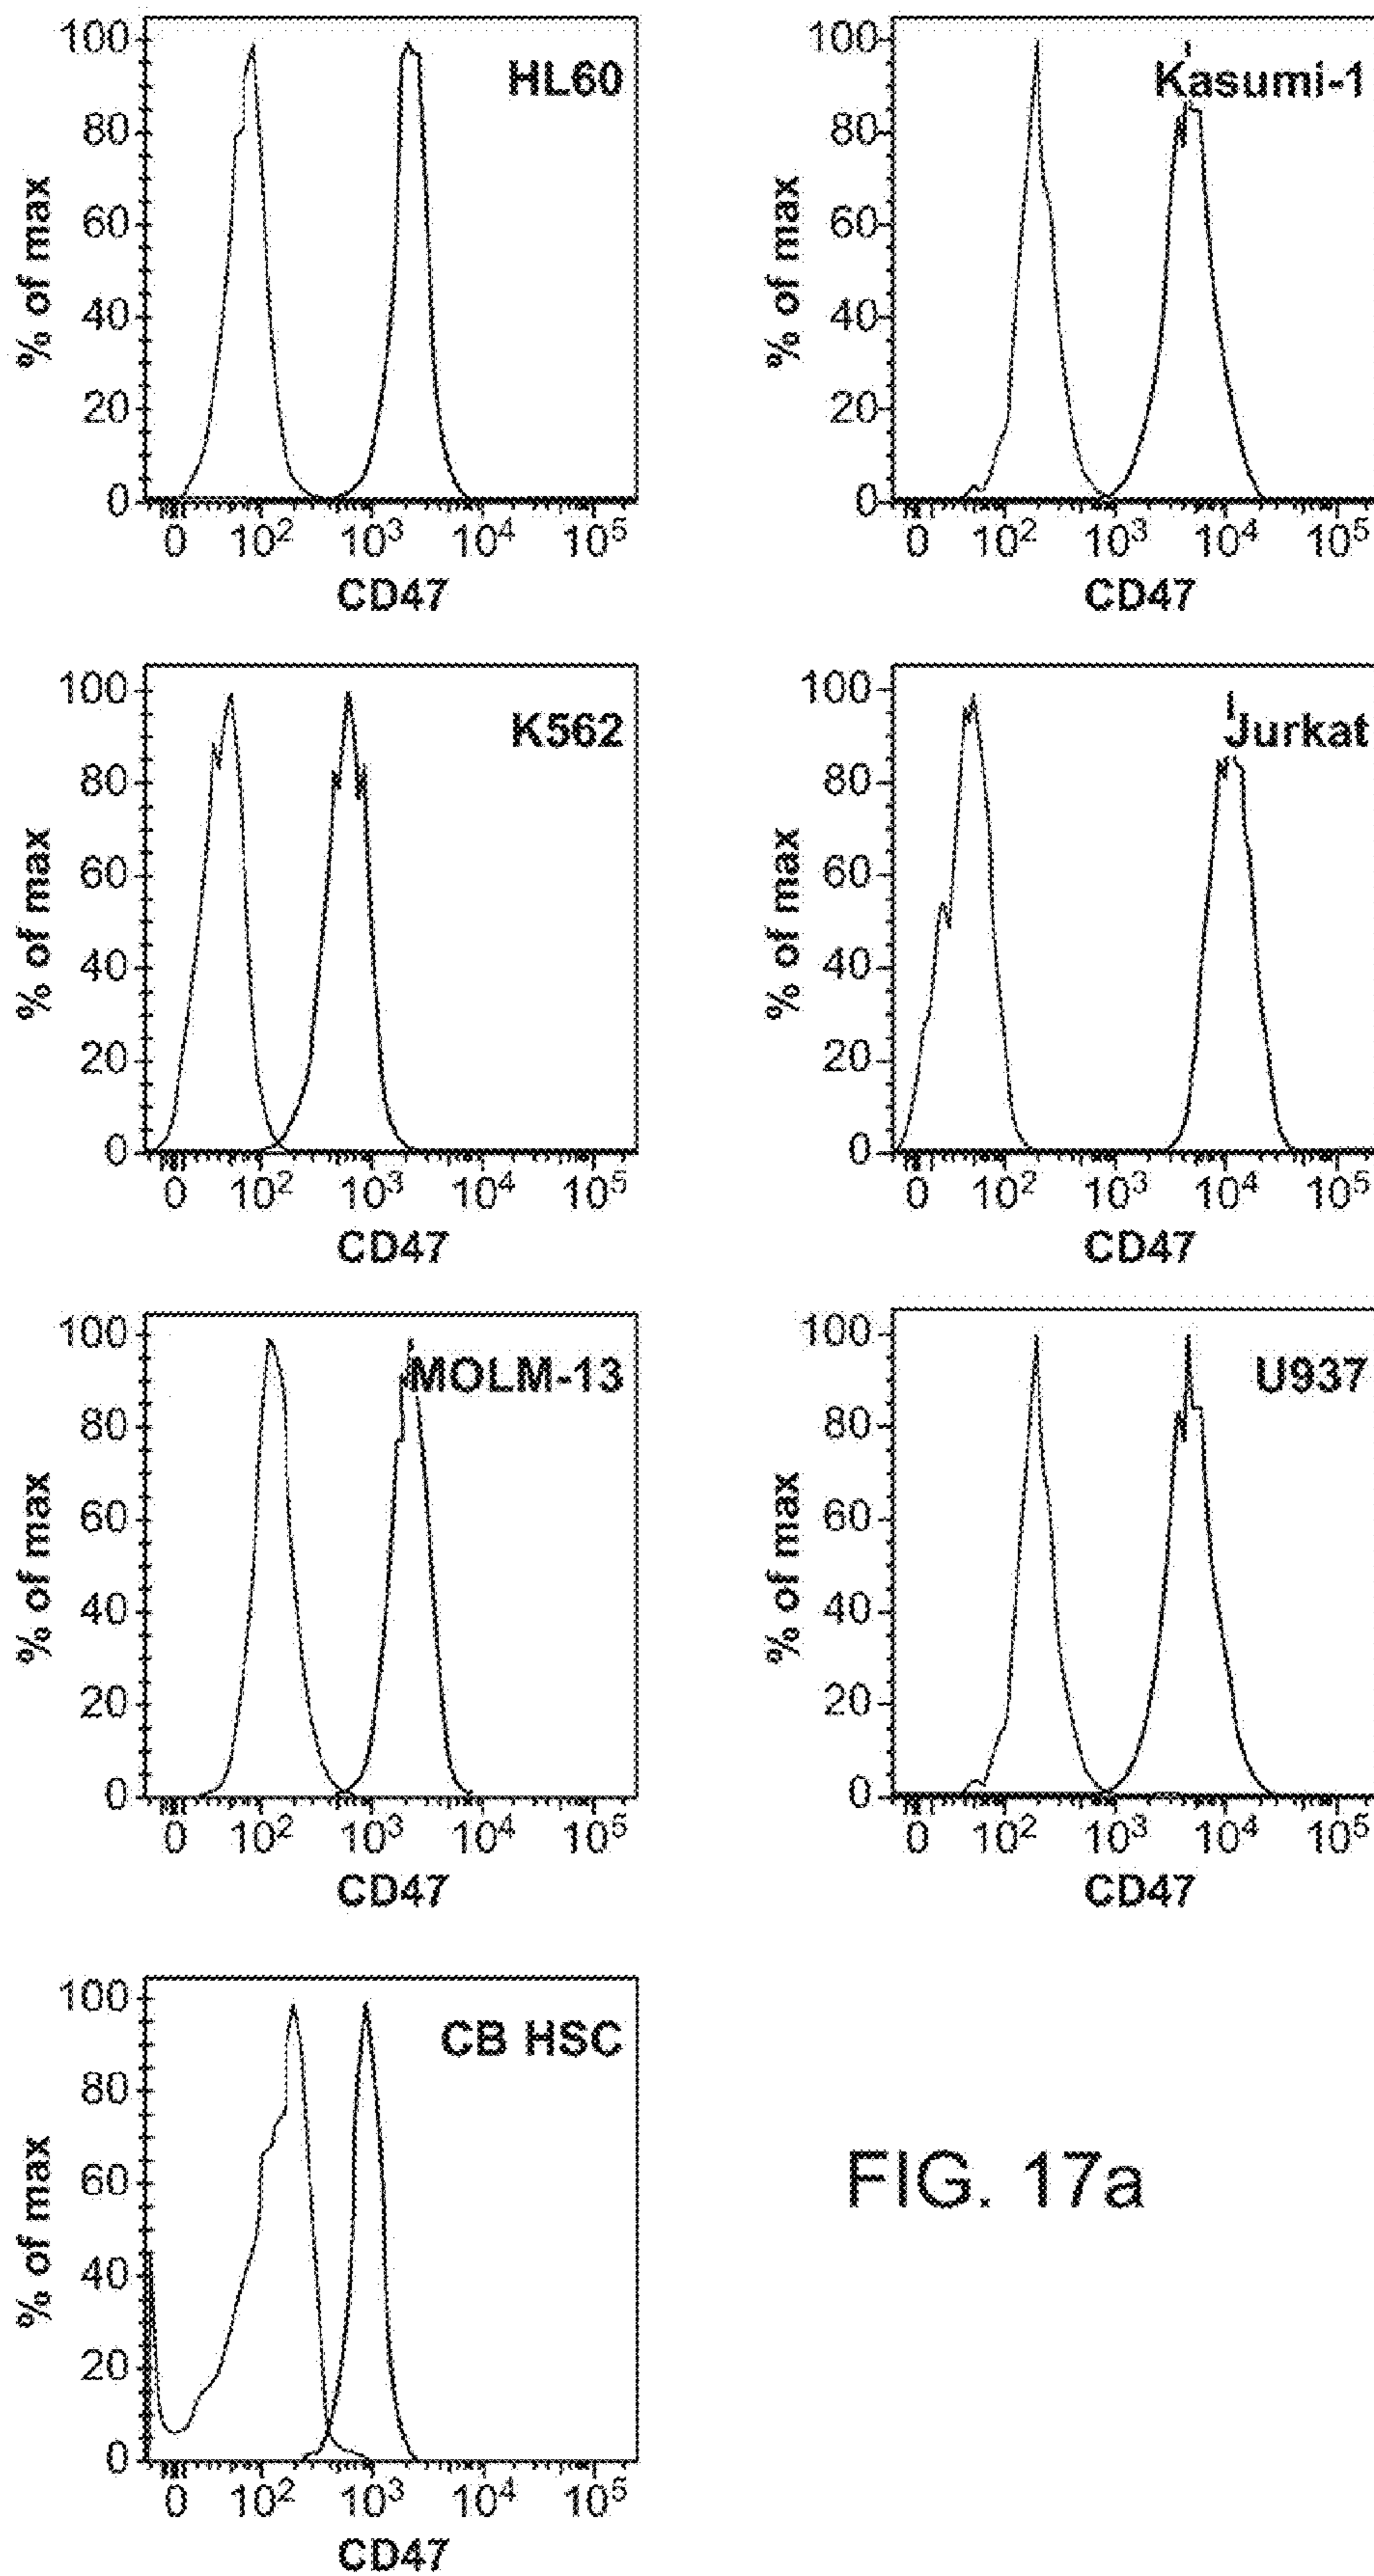 HL60
% of max
100
80
60
40
20
0
0 10² 10³ 10⁴ 10⁵
CD47
Kasumi-1
% of max
100
80
60
40
20
0
0 10² 10³ 10⁴ 10⁵
CD47
K562
% of max
100
80
60
40
20
0
0 10² 10³ 10⁴ 10⁵
CD47
Jurkat
% of max
100
80
60
40
20
0
0 10² 10³ 10⁴ 10⁵
CD47
MOLM-13
% of max
100
80
60
40
20
0
0 10² 10³ 10⁴ 10⁵
CD47
U937
% of max
100
80
60
40
20
0
0 10² 10³ 10⁴ 10⁵
CD47
CB HSC
% of max
100
80
60
40
20
0
0 10² 10³ 10⁴ 10⁵
CD47
FIG. 17a